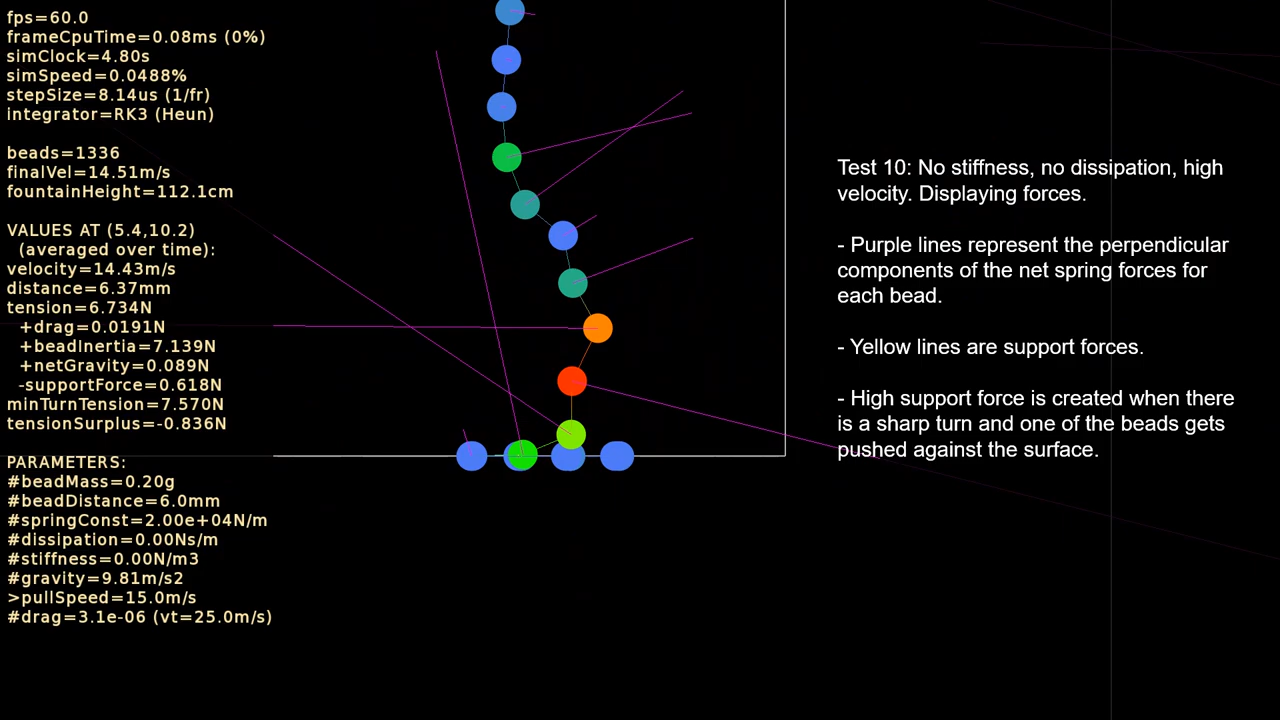 fps=60.0
frameCpuTime=0.08ms (0%)
simClock=4.80s
simSpeed=0.0488%
stepSize=8.14us (1/fr)
integrator=RK3 (Heun)
beads=1336
finalVel=14.51m/s
fountainHeight=112.1cm
VALUES AT (5.4,10.2)
(averaged over time):
velocity=14.43m/s
distance=6.37mm
tension=6.734N
+drag=0.0191N
+beadInertia=7.139N
+netGravity=0.089N
-supportForce=0.618N
minTurnTension=7.570N
tensionSurplus=-0.836N
PARAMETERS:
#beadMass=0.20g
#beadDistance=6.0mm
#springConst=2.00e+04N/m
#dissipation=0.00Ns/m
#stiffness=0.00N/m3
#gravity=9.81m/s2
>pullSpeed=15.0m/s
#drag=3.1e-06 (vt=25.0m/s)
Test 10: No stiffness, no dissipation, high
velocity. Displaying forces.
- Purple lines represent the perpendicular
components of the net spring forces for
each bead.
- Yellow lines are support forces.
- High support force is created when there
is a sharp turn and one of the beads gets
pushed against the surface.